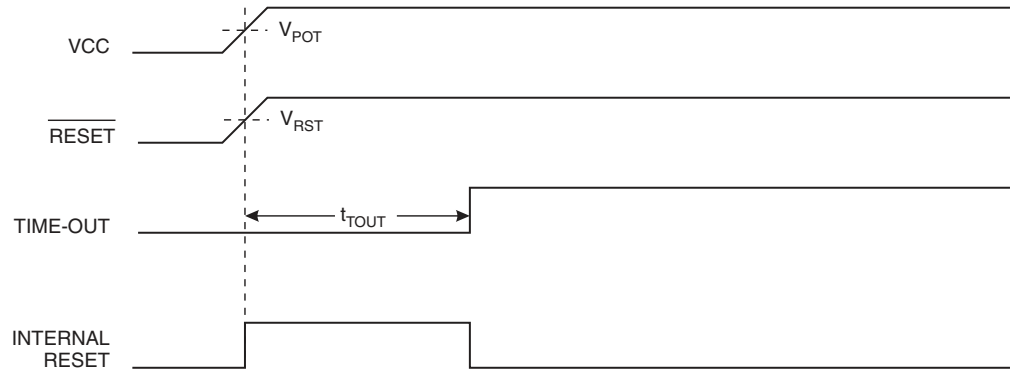 VCC
V_POT
RESET
V_RST
TIME-OUT
t_TOUT
INTERNAL
RESET